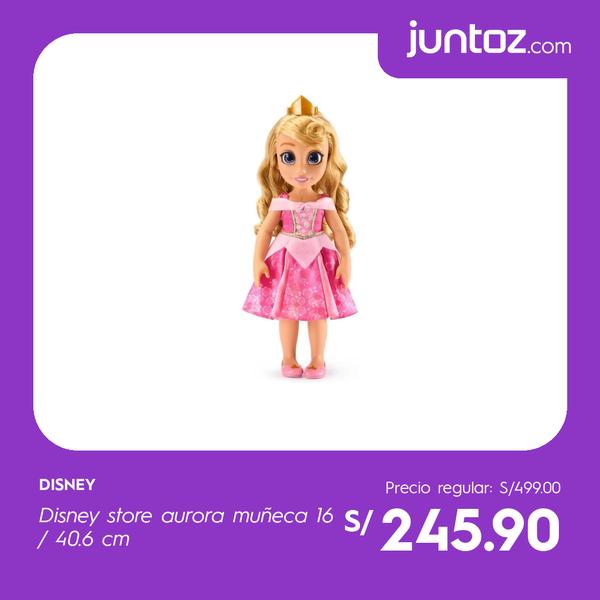 juntoz.com
DISNEY
Disney store aurora muñeca 16
/ 40.6 cm
Precio regular: S/499.00
S/ 245.90